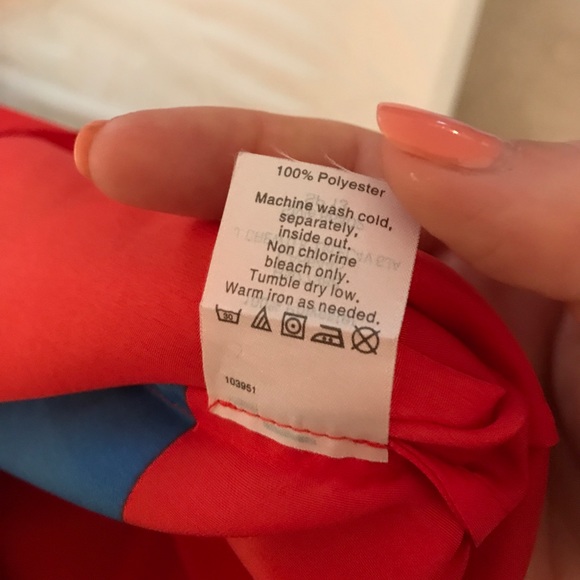 100% Polyester
Machine wash cold,
separately,
inside out.
Non chlorine
bleach only.
Tumble dry low.
Warm iron as needed.
30
103961